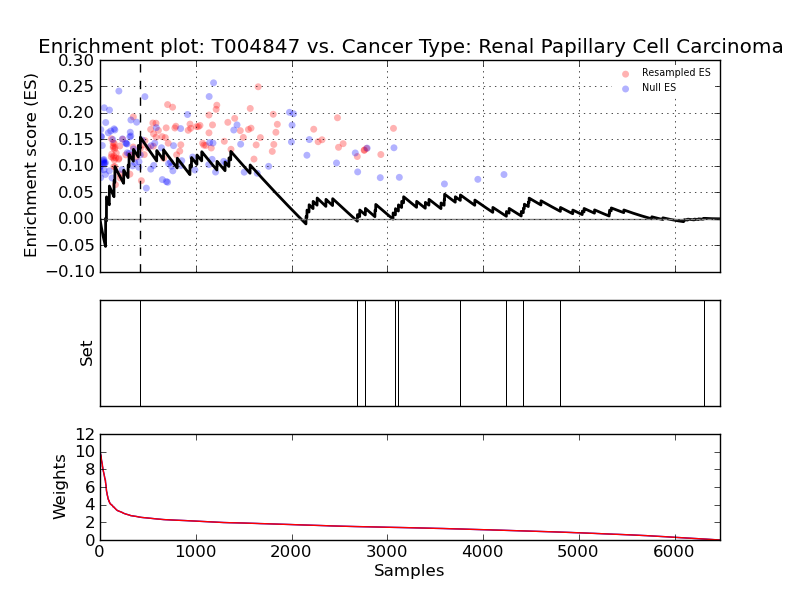 Enrichment plot: T004847 vs. Cancer Type: Renal Papillary Cell Carcinoma
0.30
0.25
0.20
0.15
0.10
0.05
0.00
−0.05
−0.10
Enrichment score (ES)
Resampled ES
Null ES
Set
12
10
8
6
4
2
0
Weights
0 1000 2000 3000 4000 5000 6000
Samples